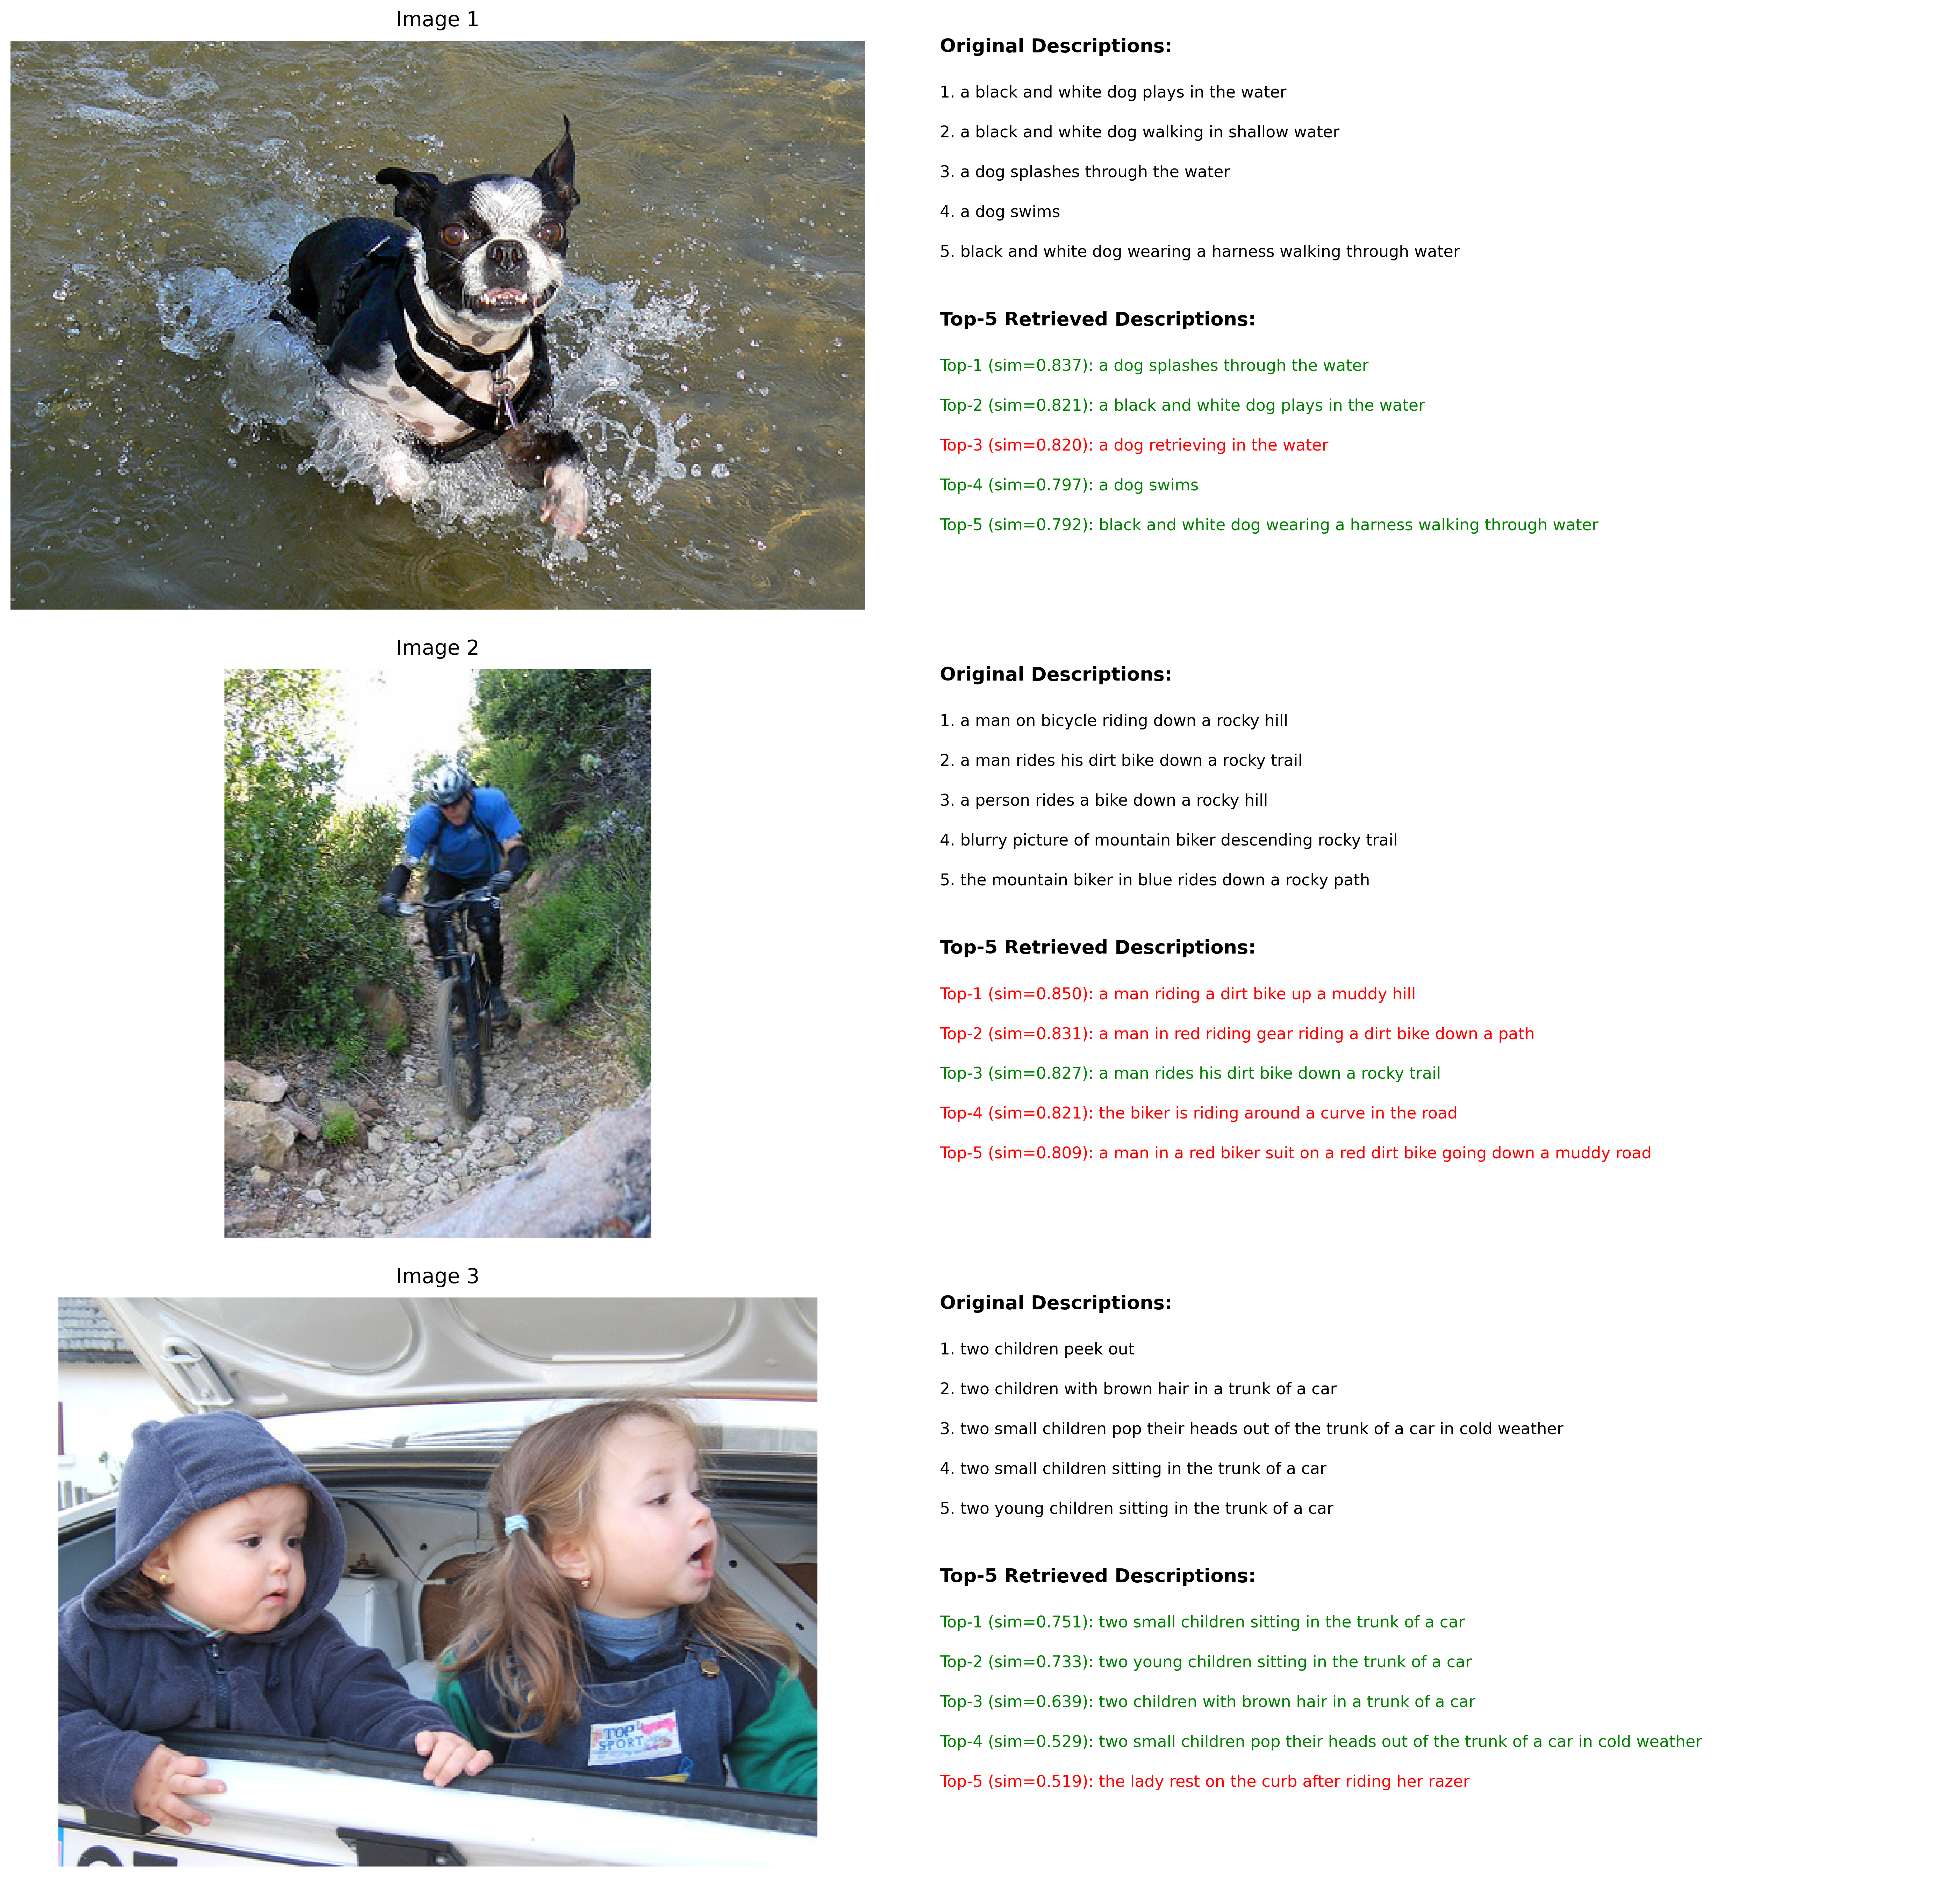 Image 1
Original Descriptions:
1. a black and white dog plays in the water
2. a black and white dog walking in shallow water
3. a dog splashes through the water
4. a dog swims
5. black and white dog wearing a harness walking through water
Top-5 Retrieved Descriptions:
Top-1 (sim=0.837): a dog splashes through the water
Top-2 (sim=0.821): a black and white dog plays in the water
Top-3 (sim=0.820): a dog retrieving in the water
Top-4 (sim=0.797): a dog swims
Top-5 (sim=0.792): black and white dog wearing a harness walking through water
Image 2
Original Descriptions:
1. a man on bicycle riding down a rocky hill
2. a man rides his dirt bike down a rocky trail
3. a person rides a bike down a rocky hill
4. blurry picture of mountain biker descending rocky trail
5. the mountain biker in blue rides down a rocky path
Top-5 Retrieved Descriptions:
Top-1 (sim=0.850): a man riding a dirt bike up a muddy hill
Top-2 (sim=0.831): a man in red riding gear riding a dirt bike down a path
Top-3 (sim=0.827): a man rides his dirt bike down a rocky trail
Top-4 (sim=0.821): the biker is riding around a curve in the road
Top-5 (sim=0.809): a man in a red biker suit on a red dirt bike going down a muddy road
Image 3
TOP
SPORT
Original Descriptions:
1. two children peek out
2. two children with brown hair in a trunk of a car
3. two small children pop their heads out of the trunk of a car in cold weather
4. two small children sitting in the trunk of a car
5. two young children sitting in the trunk of a car
Top-5 Retrieved Descriptions:
Top-1 (sim=0.751): two small children sitting in the trunk of a car
Top-2 (sim=0.733): two young children sitting in the trunk of a car
Top-3 (sim=0.639): two children with brown hair in a trunk of a car
Top-4 (sim=0.529): two small children pop their heads out of the trunk of a car in cold weather
Top-5 (sim=0.519): the lady rest on the curb after riding her razer